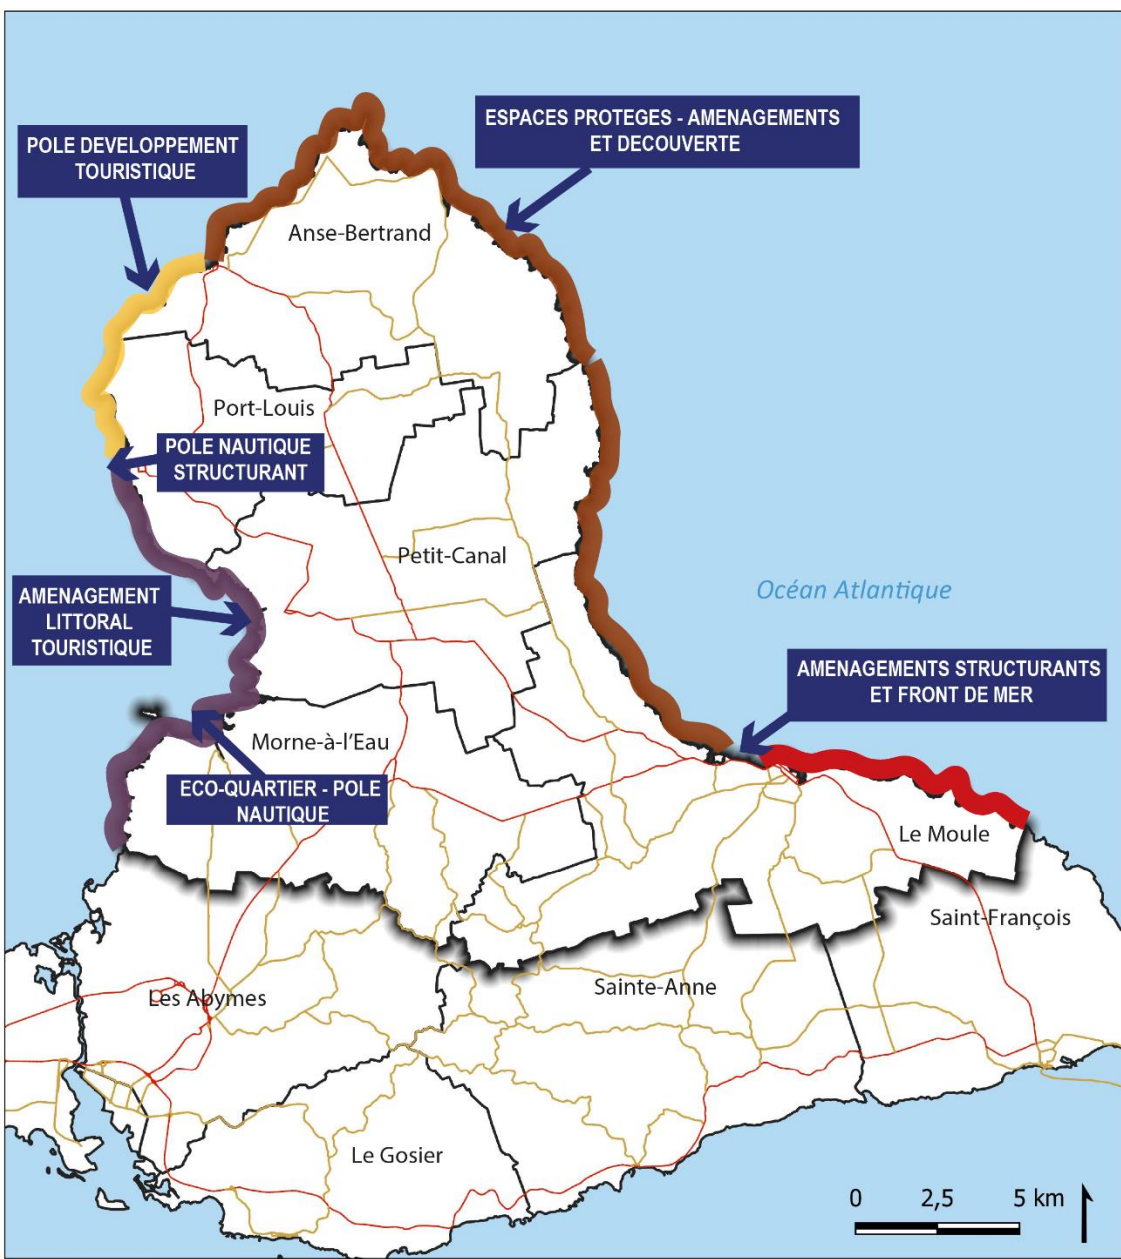 ESPACES PROTEGES - AMENAGEMENTS
ET DECOUVERTE
POLE DEVELOPPEMENT
TOURISTIQUE
Anse-Bertrand
Port-Louis
POLE NAUTIQUE
STRUCTURANT
Petit-Canal
Océan Atlantique
AMENAGEMENT
LITTORAL
TOURISTIQUE
AMENAGEMENTS STRUCTURANTS
ET FRONT DE MER
Morne-à-l'Eau
ECO-QUARTIER - POLE
NAUTIQUE
Le Moule
Saint-François
Sainte-Anne
Les Abymes
Le Gosier
0 2,5 5 km